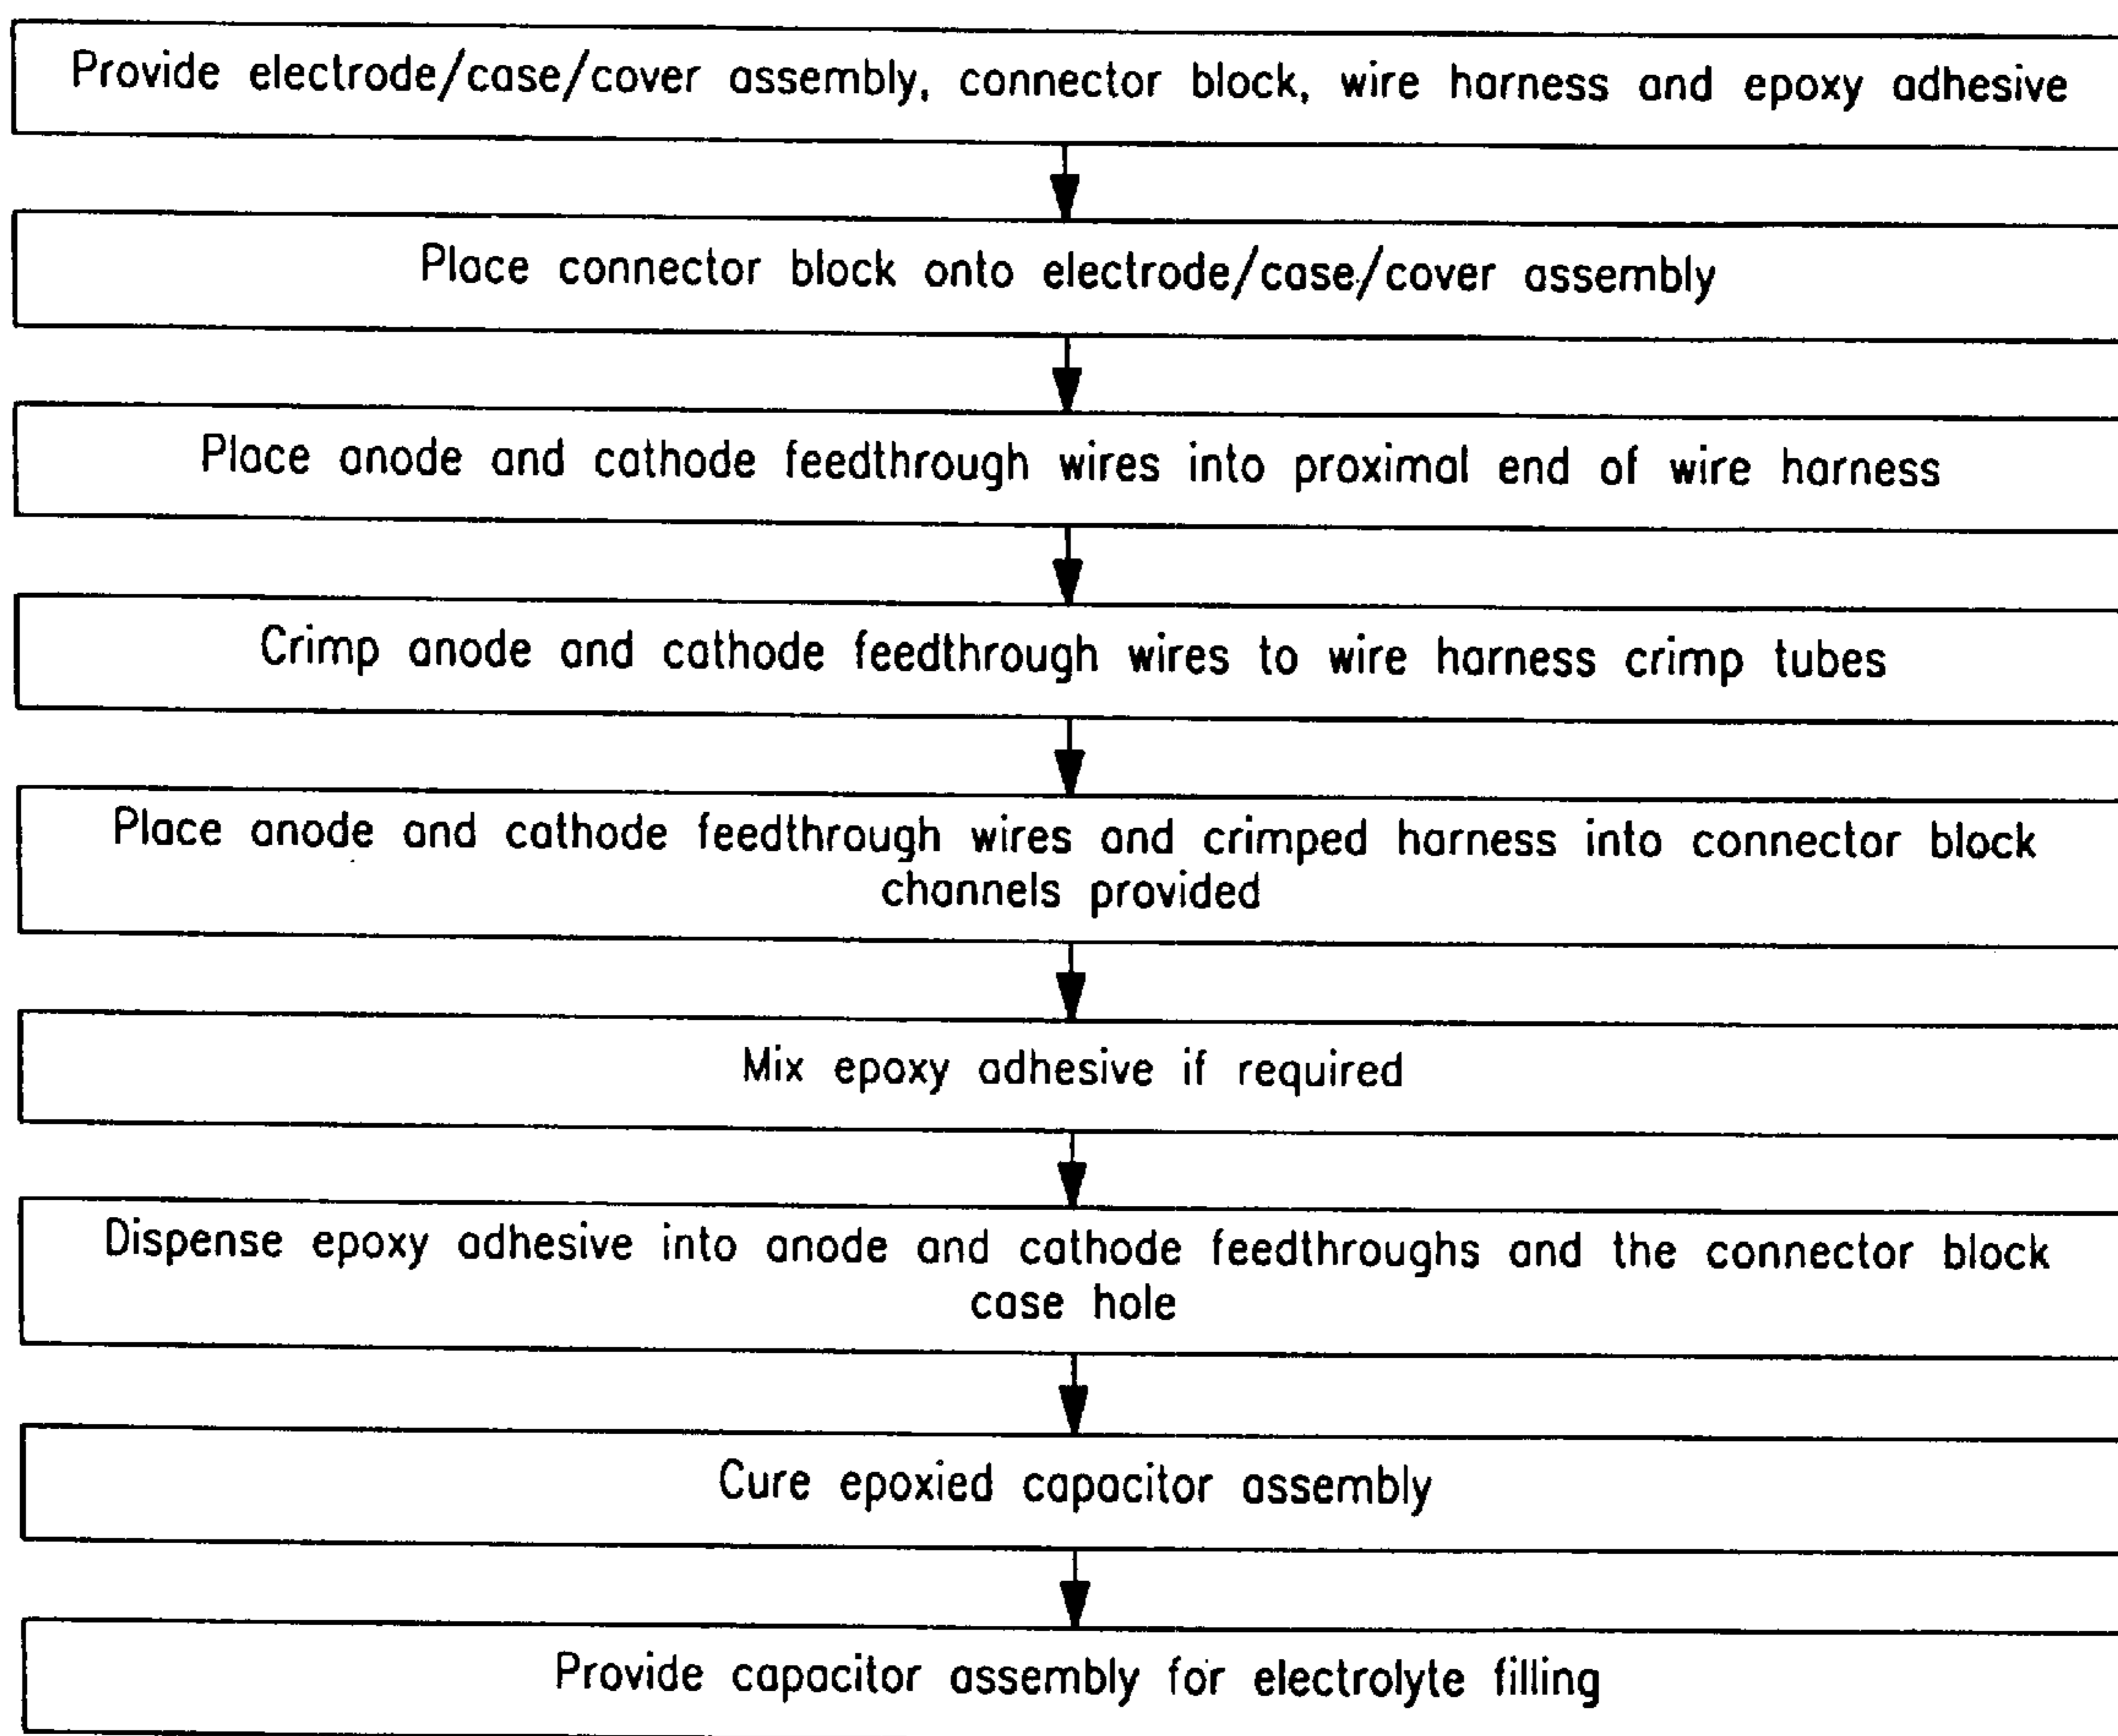 Provide electrode/case/cover assembly, connector block, wire harness and epoxy adhesive
Place connector block onto electrode/case/cover assembly
Place anode and cathode feedthrough wires into proximal end of wire harness
Crimp anode and cathode feedthrough wires to wire harness crimp tubes
Place anode and cathode feedthrough wires and crimped harness into connector block
channels provided
Mix epoxy adhesive if required
Dispense epoxy adhesive into anode and cathode feedthroughs and the connector block
case hole
Cure epoxied capacitor assembly
Provide capacitor assembly for electrolyte filling